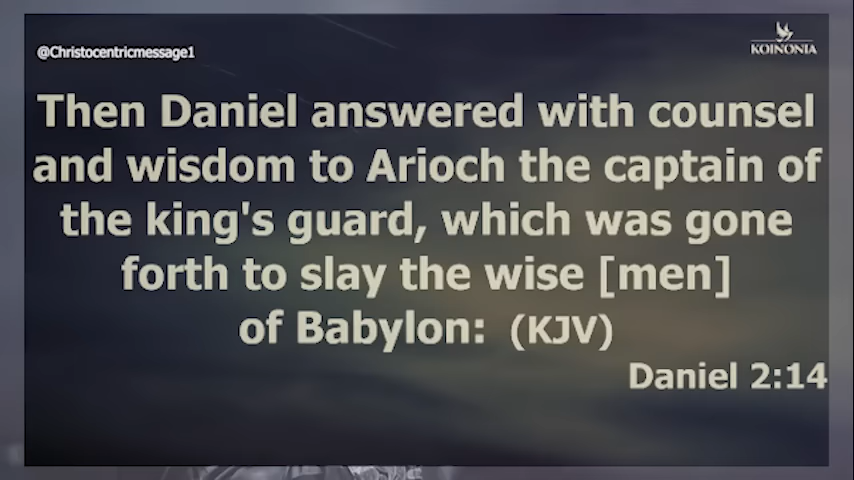 @Christocentricmessage1
KOINONIA
Then Daniel answered with counsel
and wisdom to Arioch the captain of
the king's guard, which was gone
forth to slay the wise [men]
of Babylon: (KJV)
Daniel 2:14